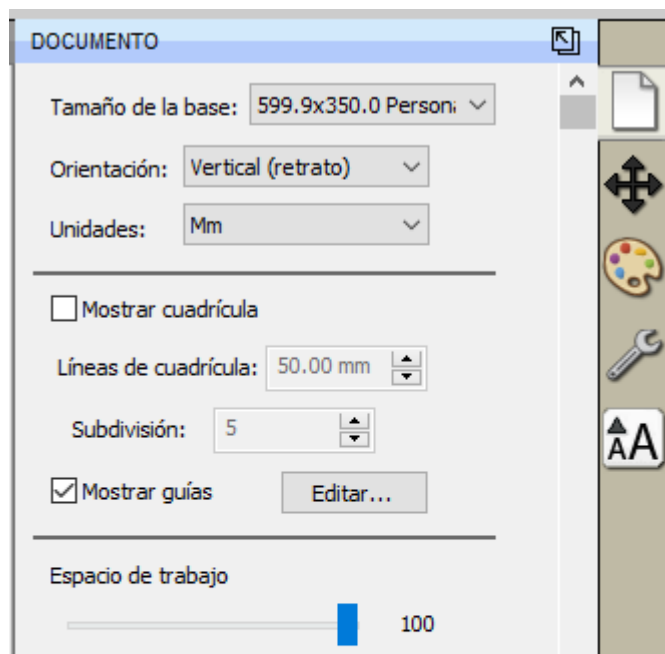 DOCUMENTO
Tamaño de la base: 599.9x350.0 Person
Orientación: Vertical (retrato)
Unidades: Mm
Mostrar cuadrícula
Líneas de cuadrícula: 50.00 mm
Subdivisión: 5
Mostrar guías Editar...
Espacio de trabajo
100
AA